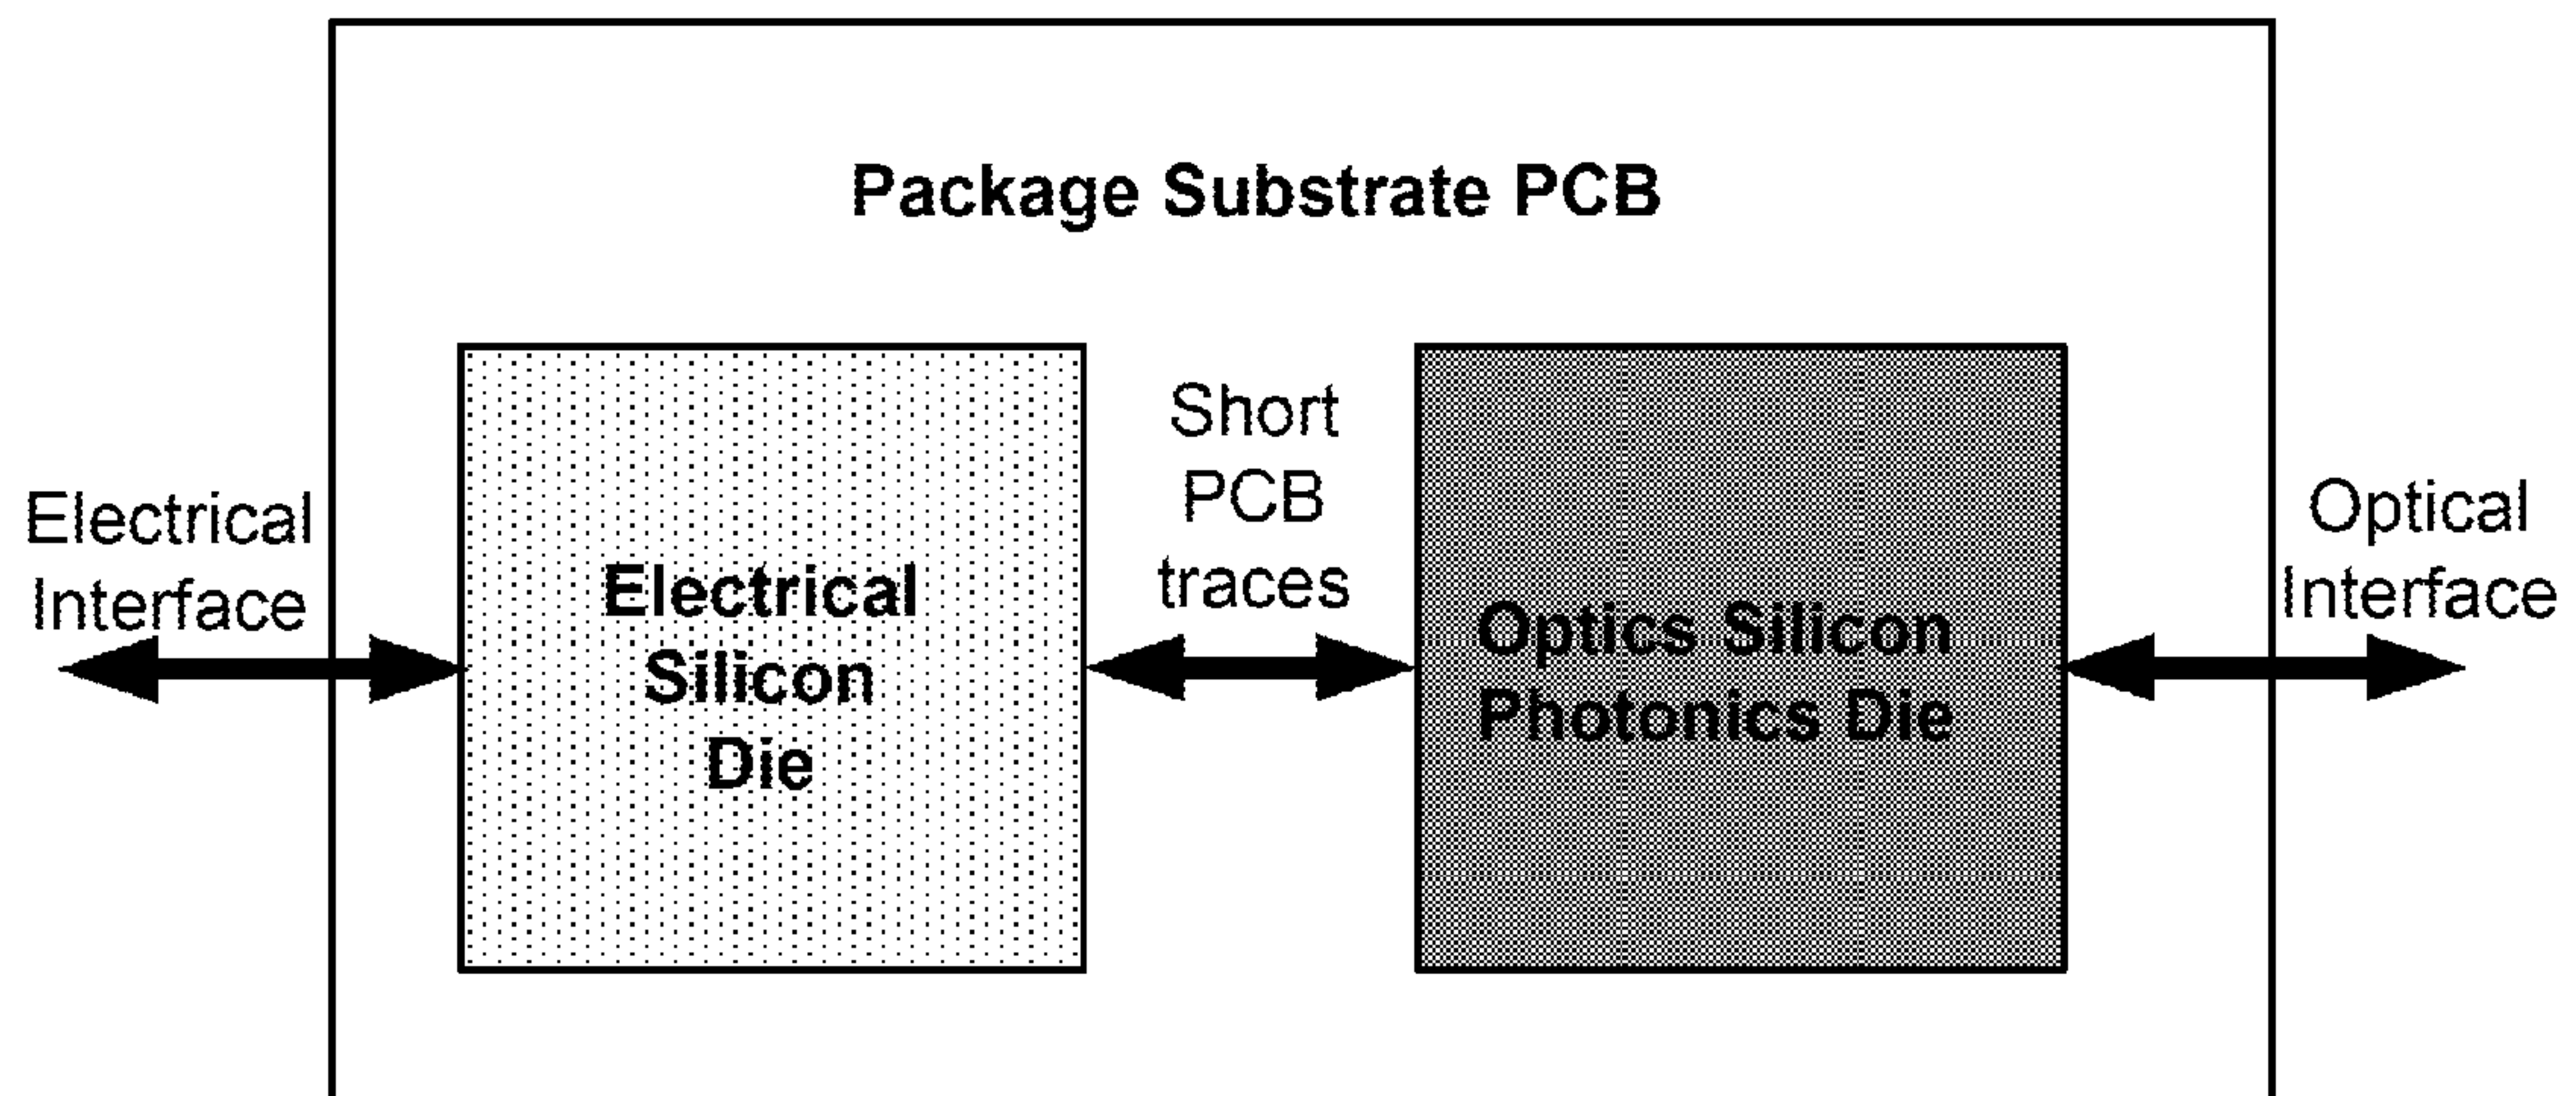 Package Substrate PCB
Electrical
Interface
Electrical
Silicon
Die
Short
PCB
traces
Optics Silicon
Photonics Die
Optical
Interface